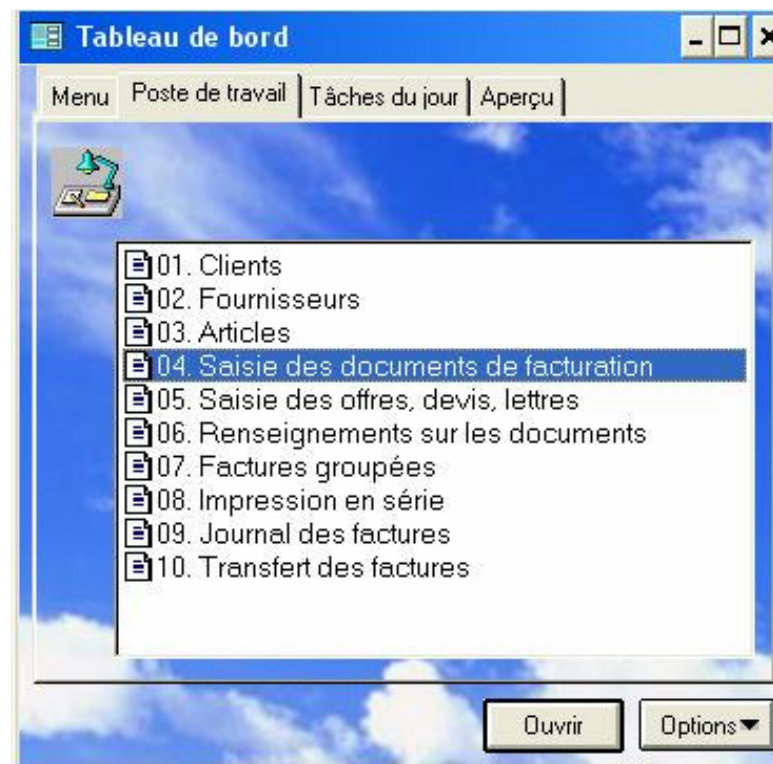 Tableau de bord
Menu Poste de travail Tâches du jour Aperçu
01. Clients
02. Fournisseurs
03. Articles
04. Saisie des documents de facturation
05. Saisie des offres, devis, lettres
06. Renseignements sur les documents
07. Factures groupées
08. Impression en série
09. Journal des factures
10. Transfert des factures
Ouvrir Options